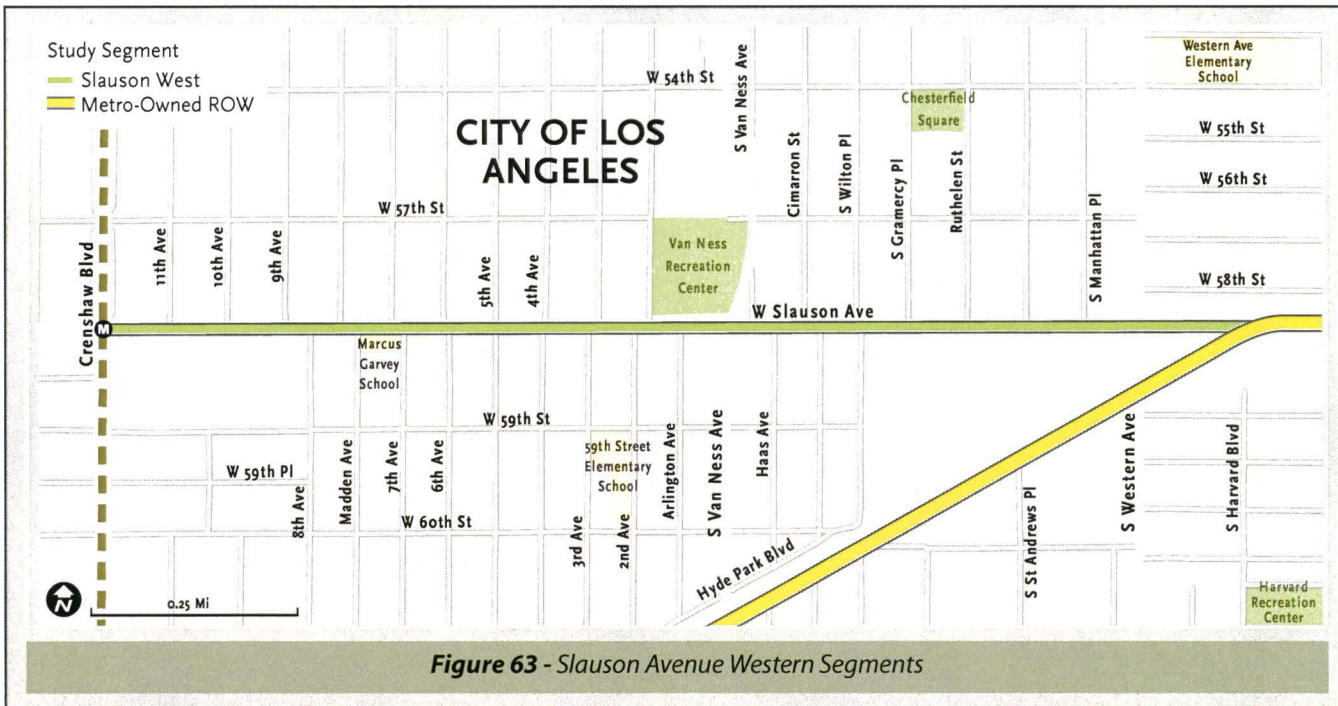 Study Segment
Slauson West
Metro-Owned ROW
CITY OF LOS
ANGELES
W 54th St
S Van Ness Ave
Western Ave
Elementary
School
Chesterfield
Square
W 55th St
W 56th St
Cimarron St
S Wilton Pl
S Gramercy Pl
Ruthelen St
S Manhattan Pl
W 57th St
W 58th St
Crenshaw Blvd
11th Ave
10th Ave
9th Ave
5th Ave
4th Ave
Van Ness
Recreation
Center
W Slauson Ave
M
Marcus
Garvey
School
W 59th St
W 59th Pl
8th Ave
Madden Ave
7th Ave
6th Ave
59th Street
Elementary
School
Arlington Ave
S Van Ness Ave
Haas Ave
W 60th St
3rd Ave
2nd Ave
Hyde Park Blvd
S St Andrews Pl
S Western Ave
S Harvard Blvd
Harvard
Recreation
Center
N
0.25 Mi
Figure 63 - Slauson Avenue Western Segments